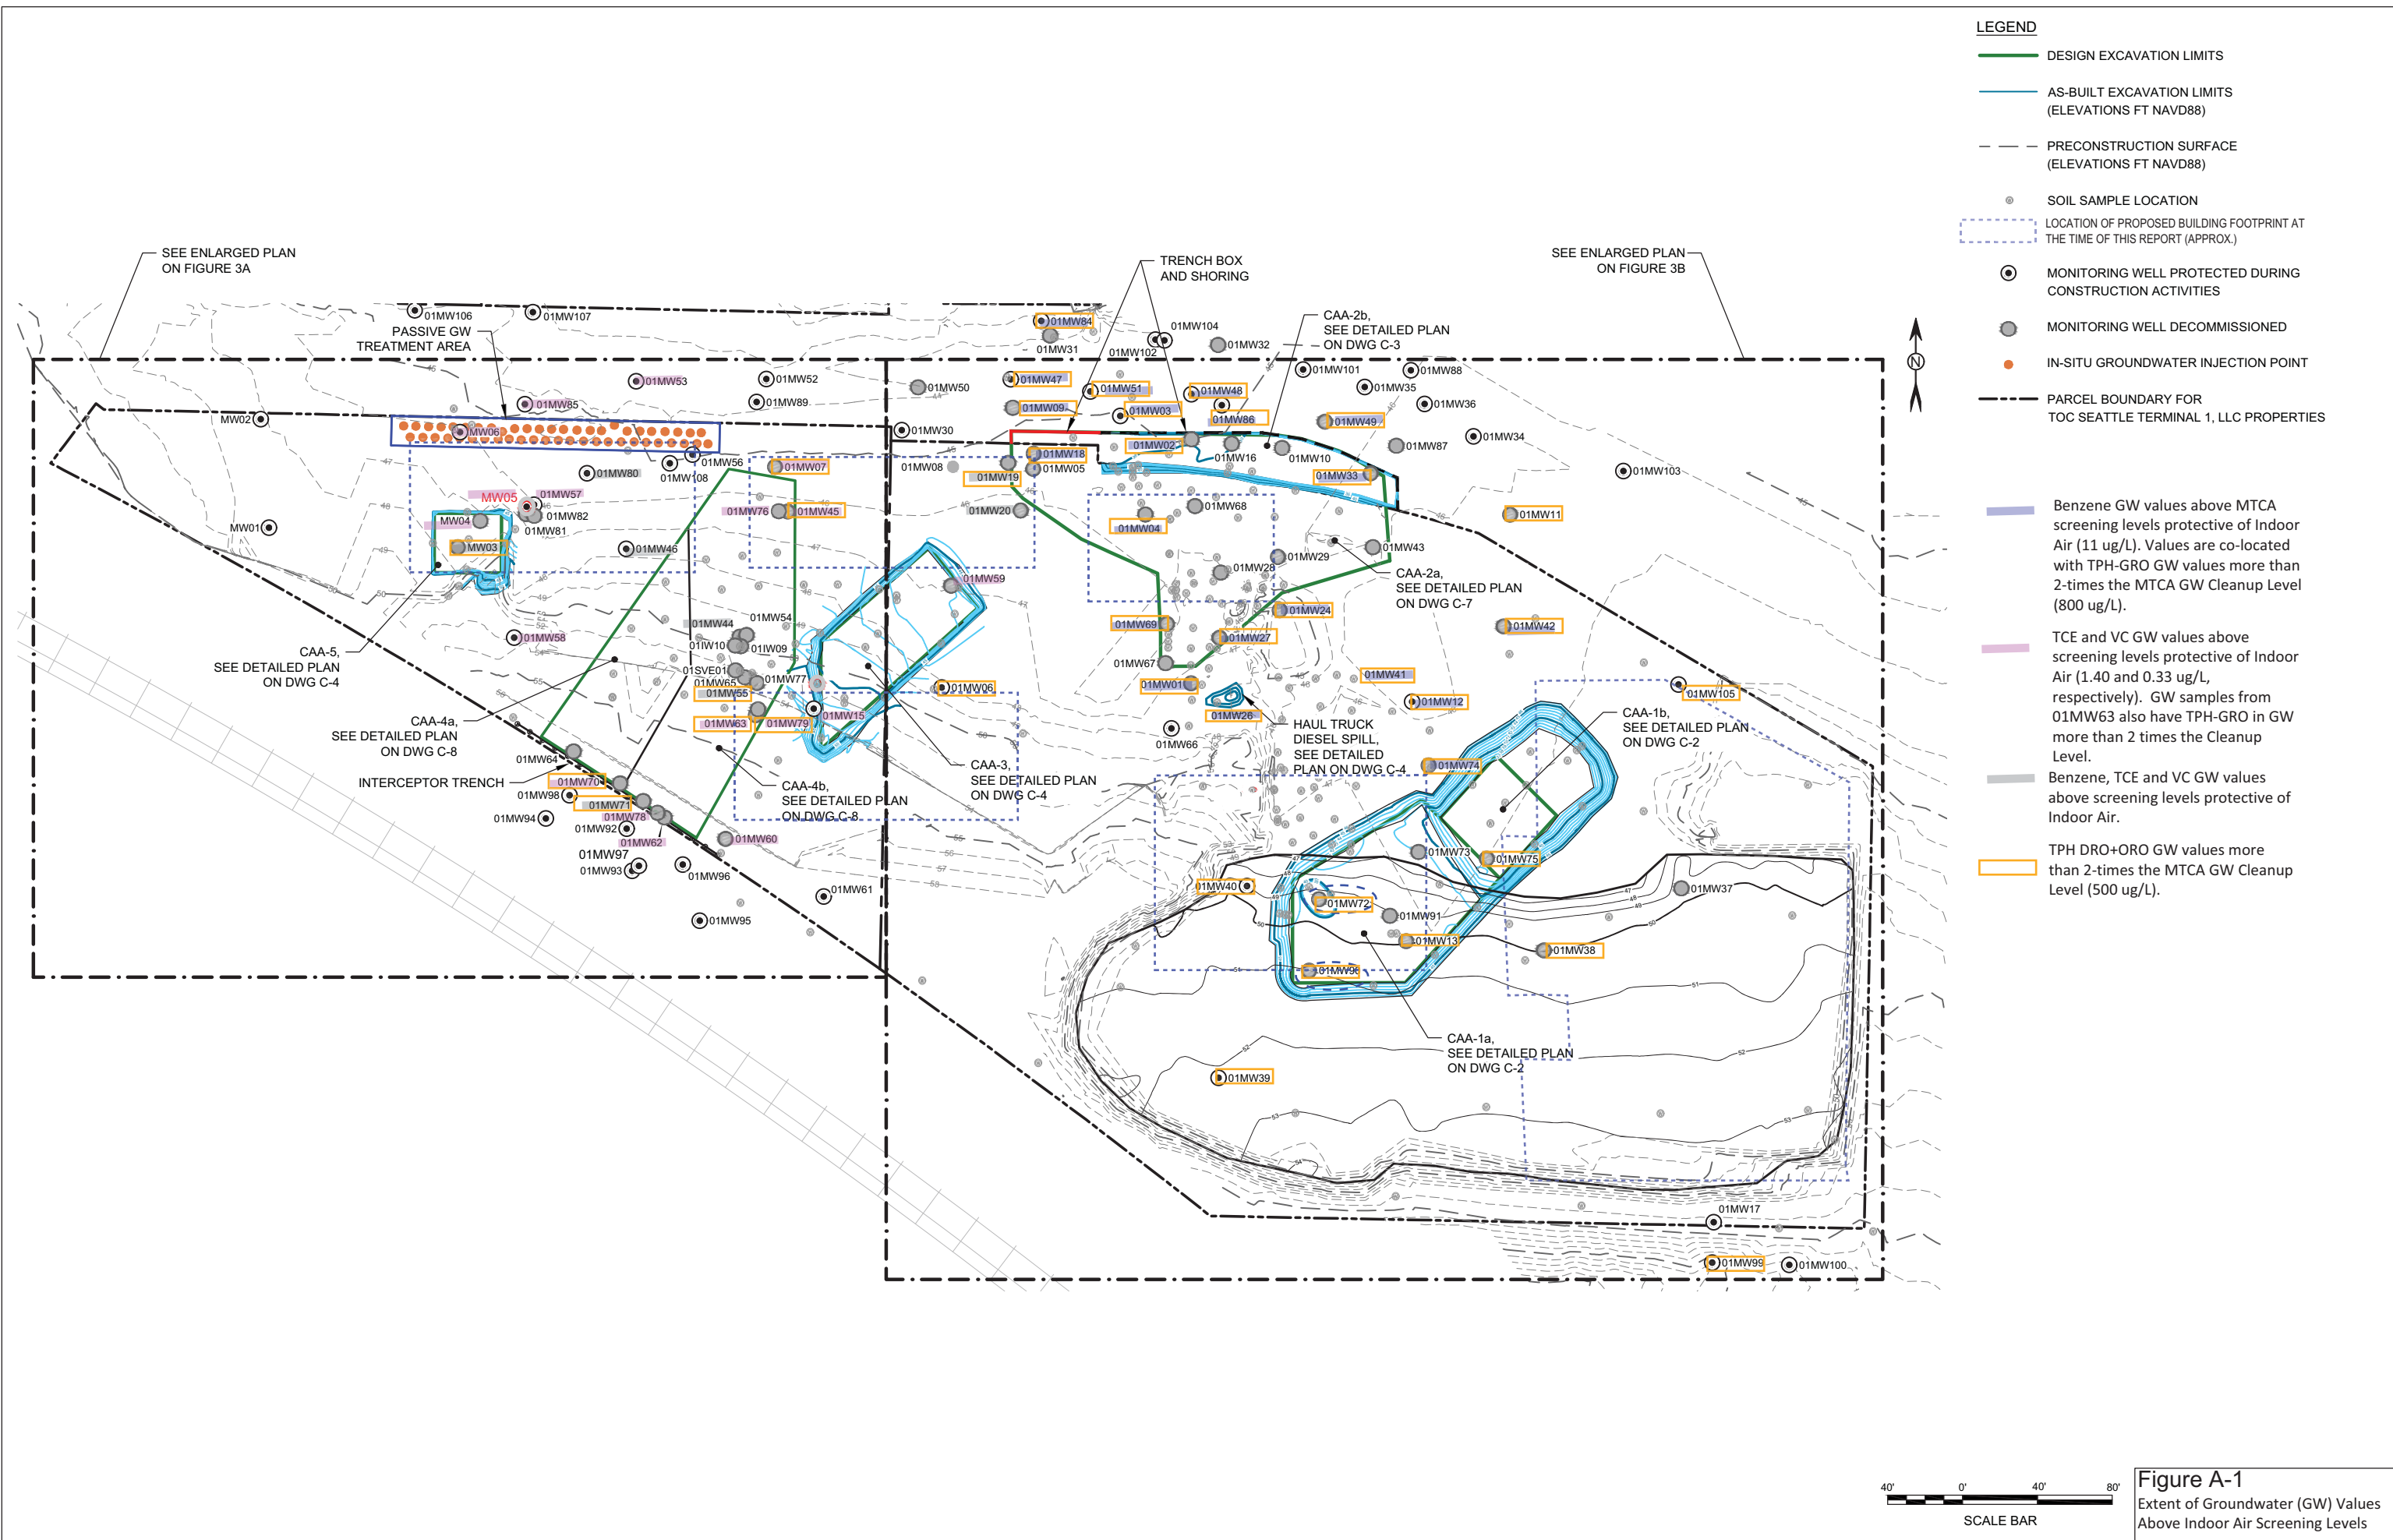 LEGEND
DESIGN EXCAVATION LIMITS
AS-BUILT EXCAVATION LIMITS
(ELEVATIONS FT NAVD88)
PRECONSTRUCTION SURFACE
(ELEVATIONS FT NAVD88)
SOIL SAMPLE LOCATION
LOCATION OF PROPOSED BUILDING FOOTPRINT AT
THE TIME OF THIS REPORT (APPROX.)
MONITORING WELL PROTECTED DURING
CONSTRUCTION ACTIVITIES
MONITORING WELL DECOMMISSIONED
IN-SITU GROUNDWATER INJECTION POINT
PARCEL BOUNDARY FOR
TOC SEATTLE TERMINAL 1, LLC PROPERTIES
Benzene GW values above MTCA
screening levels protective of Indoor
Air (11 ug/L). Values are co-located
with TPH-GRO GW values more than
2-times the MTCA GW Cleanup Level
(800 ug/L).
TCE and VC GW values above
screening levels protective of Indoor
Air (1.40 and 0.33 ug/L,
respectively). GW samples from
01MW63 also have TPH-GRO in GW
more than 2 times the Cleanup
Level.
Benzene, TCE and VC GW values
above screening levels protective of
Indoor Air.
TPH DRO+ORO GW values more
than 2-times the MTCA GW Cleanup
Level (500 ug/L).
SEE ENLARGED PLAN
ON FIGURE 3A
TRENCH BOX
AND SHORING
SEE ENLARGED PLAN
ON FIGURE 3B
CAA-2b,
SEE DETAILED PLAN
ON DWG C-3
PASSIVE GW
TREATMENT AREA
N
01MW106
01MW107
01MW84
01MW31
01MW104
01MW102
01MW32
01MW53
01MW52
01MW50
01MW47
01MW51
01MW48
01MW101
01MW88
01MW35
01MW36
01MW85
01MW89
01MW09
01MW03
01MW86
01MW49
MW02
MW06
01MW30
01MW02
01MW16
01MW10
01MW87
01MW34
01MW56
01MW108
01MW80
01MW07
01MW08
01MW18
01MW05
01MW19
01MW33
01MW103
MW05
01MW57
01MW82
01MW81
MW04
MW01
01MW76
01MW45
01MW20
01MW04
01MW68
01MW11
MW03
01MW46
01MW59
01MW28
01MW29
01MW43
CAA-2a,
SEE DETAILED PLAN
ON DWG C-7
01MW54
01MW44
01MW58
01IW10
01IW09
01SVE01
01MW65
01MW77
01MW55
01MW69
01MW27
01MW24
01MW42
01MW67
01MW01
01MW41
01MW06
01MW26
01MW12
01MW105
CAA-5,
SEE DETAILED PLAN
ON DWG C-4
01MW63
01MW79
01MW15
CAA-4a,
SEE DETAILED PLAN
ON DWG C-8
01MW66
HAUL TRUCK
DIESEL SPILL,
SEE DETAILED
PLAN ON DWG C-4
CAA-1b,
SEE DETAILED PLAN
ON DWG C-2
01MW64
INTERCEPTOR TRENCH
01MW70
01MW98
01MW71
01MW94
01MW78
01MW92
01MW62
01MW60
CAA-4b,
SEE DETAILED PLAN
ON DWG C-8
CAA-3,
SEE DETAILED PLAN
ON DWG C-4
01MW74
01MW97
01MW93
01MW96
01MW61
01MW95
01MW73
01MW75
01MW40
01MW72
01MW91
01MW37
01MW13
01MW38
CAA-1a,
SEE DETAILED PLAN
ON DWG C-2
01MW39
01MW17
01MW99
01MW100
40' 0' 40' 80'
SCALE BAR
Figure A-1
Extent of Groundwater (GW) Values
Above Indoor Air Screening Levels